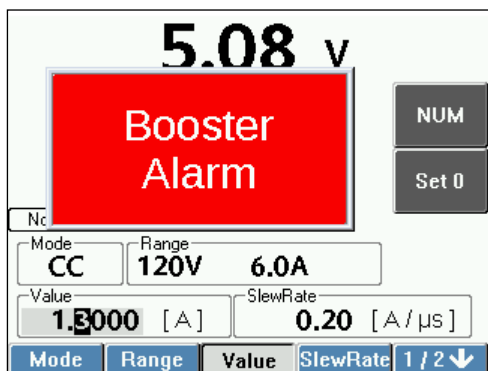 5.08 V
Booster
Alarm
NUM
Set 0
Mode
CC
Range
120V 6.0A
Value
1.3000 [A]
SlewRate
0.20 [A/µs]
Mode Range Value SlewRate 1/2